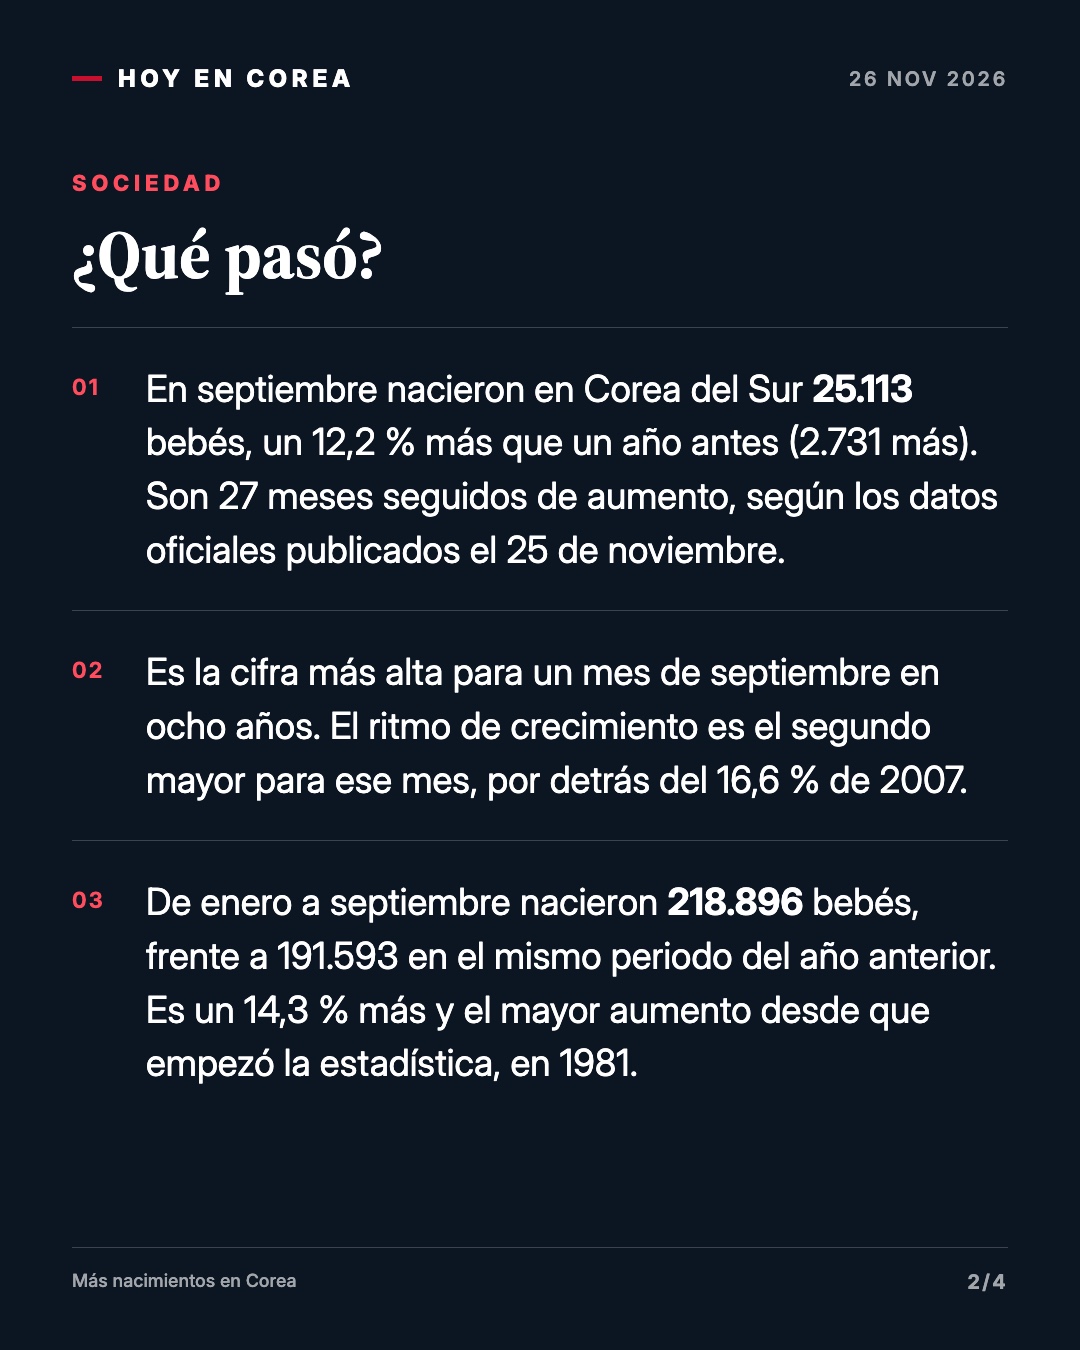 HOY EN COREA
26 NOV 2026
SOCIEDAD
¿Qué pasó?
01
En septiembre nacieron en Corea del Sur 25.113
bebés, un 12,2 % más que un año antes (2.731 más).
Son 27 meses seguidos de aumento, según los datos
oficiales publicados el 25 de noviembre.
02
Es la cifra más alta para un mes de septiembre en
ocho años. El ritmo de crecimiento es el segundo
mayor para ese mes, por detrás del 16,6 % de 2007.
03
De enero a septiembre nacieron 218.896 bebés,
frente a 191.593 en el mismo periodo del año anterior.
Es un 14,3 % más y el mayor aumento desde que
empezó la estadística, en 1981.
Más nacimientos en Corea
2/4